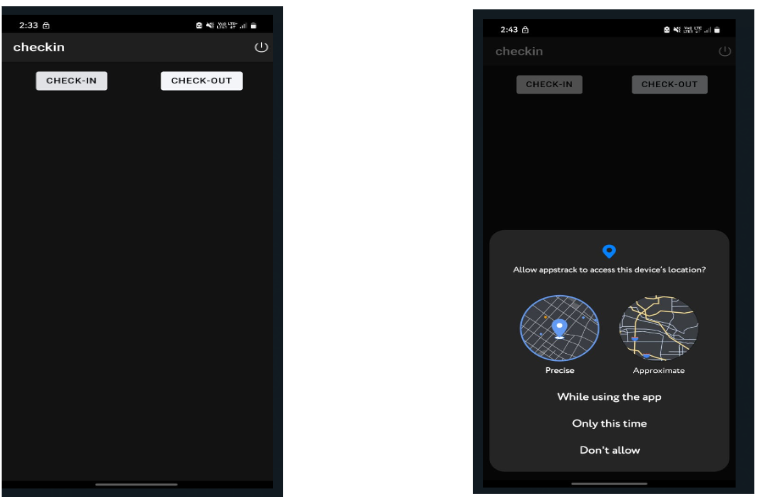 2:33
checkin
CHECK-IN CHECK-OUT
2:43
checkin
CHECK-IN CHECK-OUT
Allow appstrack to access this device's location?
Precise Approximate
While using the app
Only this time
Don't allow